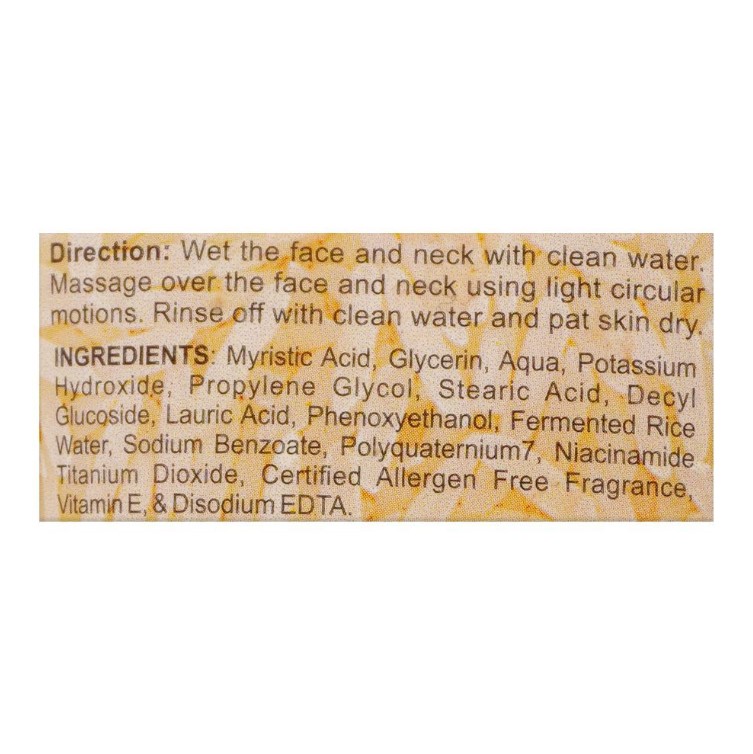 Direction: Wet the face and neck with clean water.
Massage over the face and neck using light circular
motions. Rinse off with clean water and pat skin dry.
INGREDIENTS: Myristic Acid, Glycerin, Aqua, Potassium
Hydroxide, Propylene Glycol, Stearic Acid, Decyl
Glucoside, Lauric Acid, Phenoxyethanol, Fermented Rice
Water, Sodium Benzoate, Polyquaternium7, Niacinamide
Titanium Dioxide, Certified Allergen Free Fragrance,
Vitamin E, & Disodium EDTA.